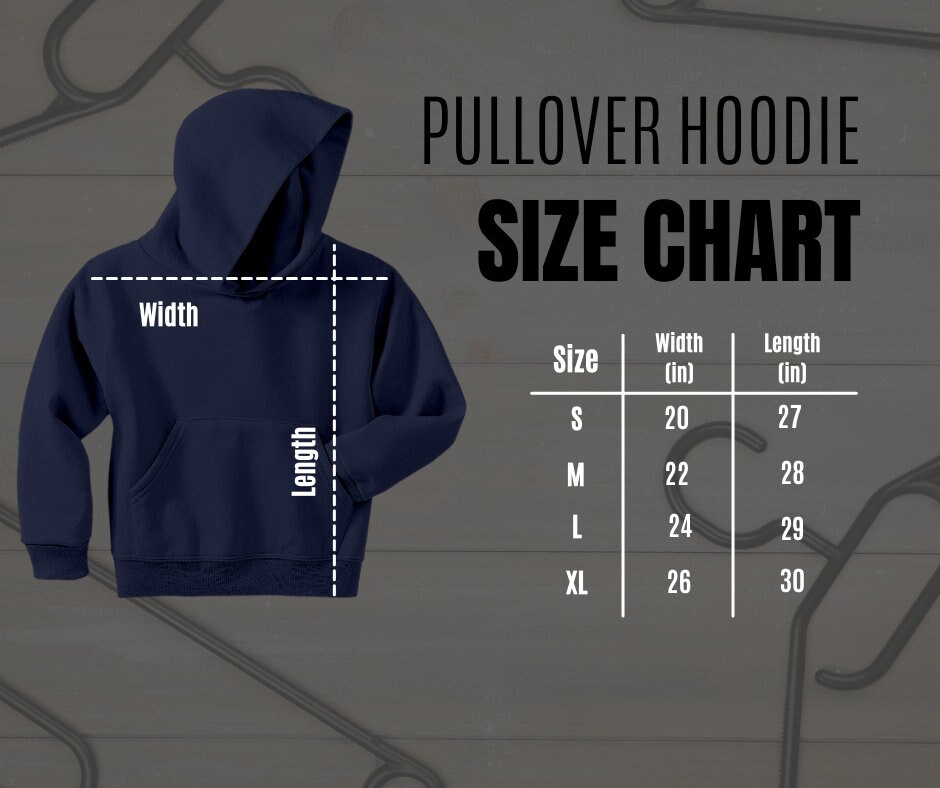 PULLOVER HOODIE
SIZE CHART
Width
Length
Size Width (in) Length (in)
S 20 27
M 22 28
L 24 29
XL 26 30